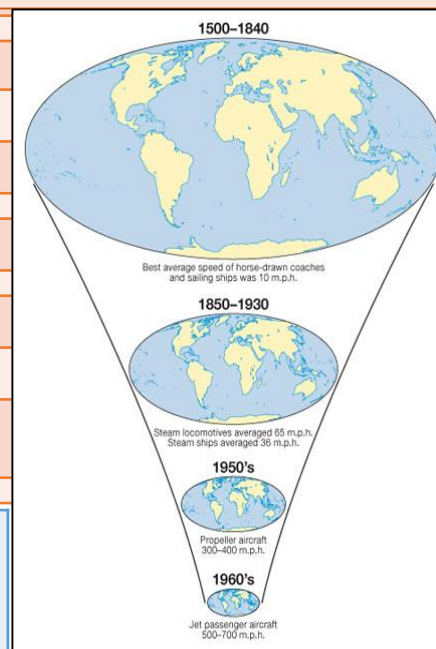 1500–1840
Best average speed of horse-drawn coaches
and sailing ships was 10 m.p.h.
1850–1930
Steam locomotives averaged 65 m.p.h.
Steam ships averaged 36 m.p.h.
1950's
Propeller aircraft
300–400 m.p.h.
1960's
Jet passenger aircraft
500–700 m.p.h.